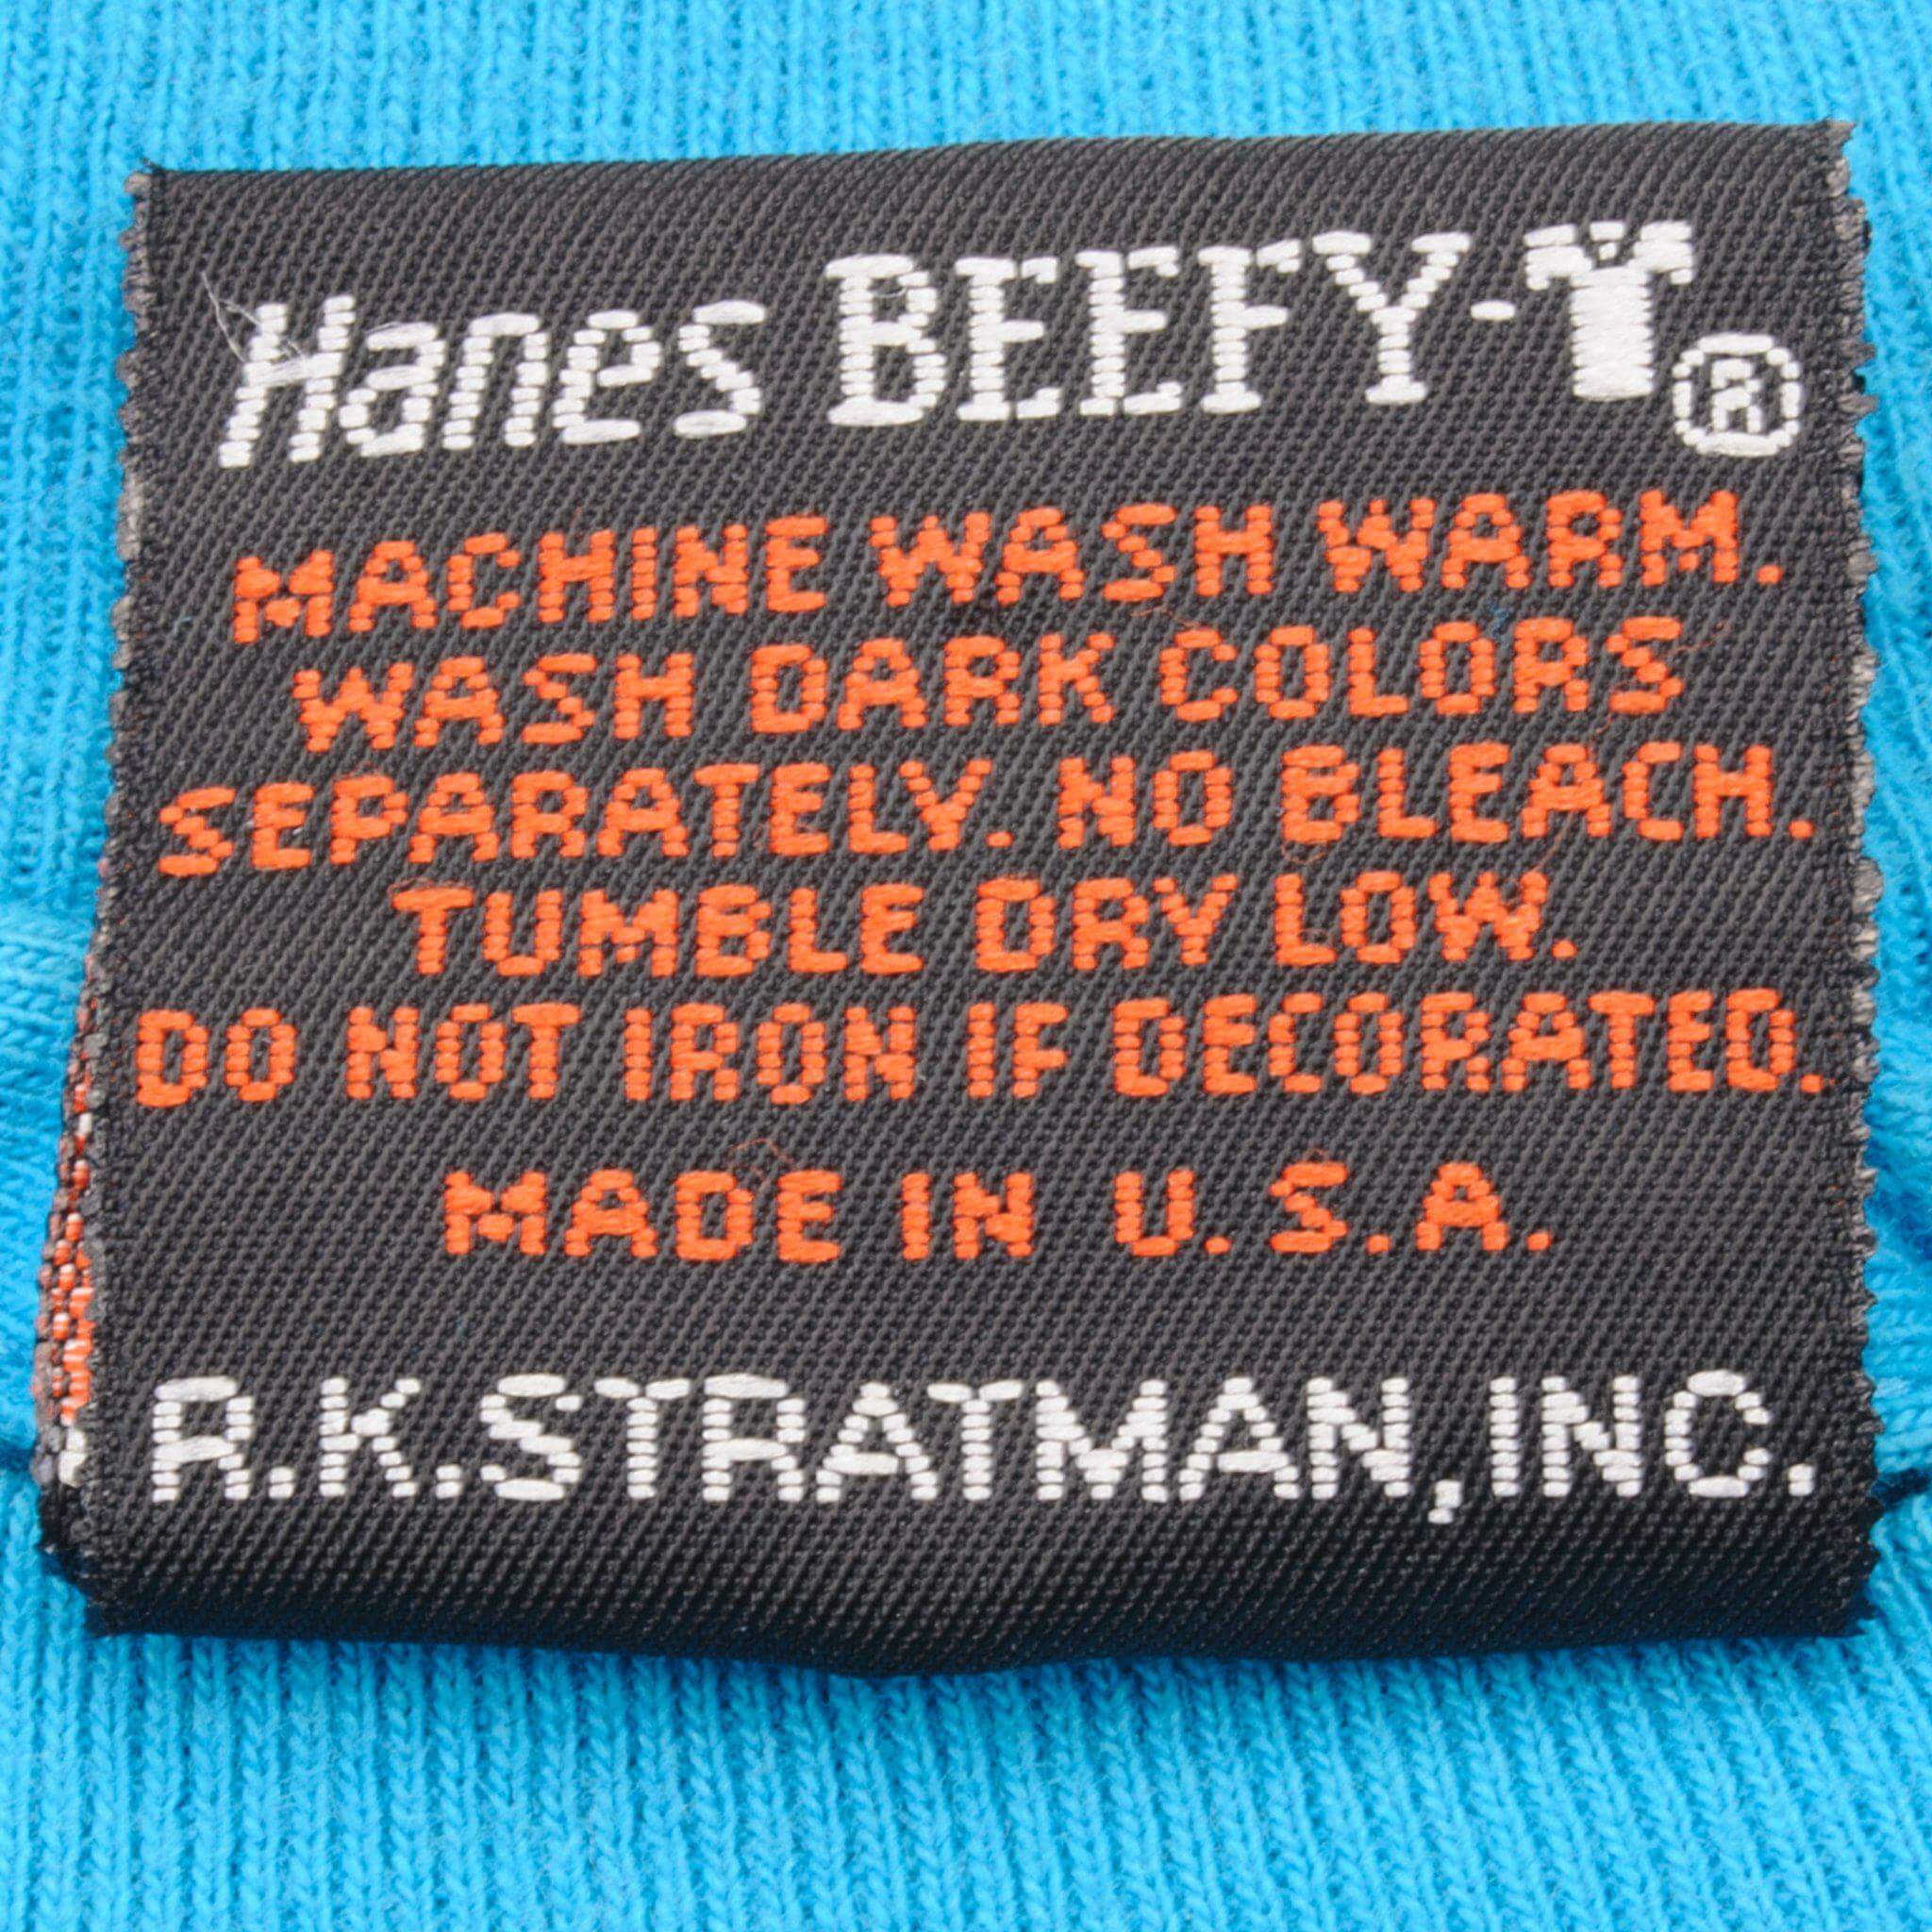 Hanes BEEFY-T®
MACHINE WASH WARM.
WASH DARK COLORS
SEPARATELY. NO BLEACH.
TUMBLE DRY LOW.
DO NOT IRON IF DECORATED.
MADE IN U.S.A.
R.K.STRATMAN,INC.